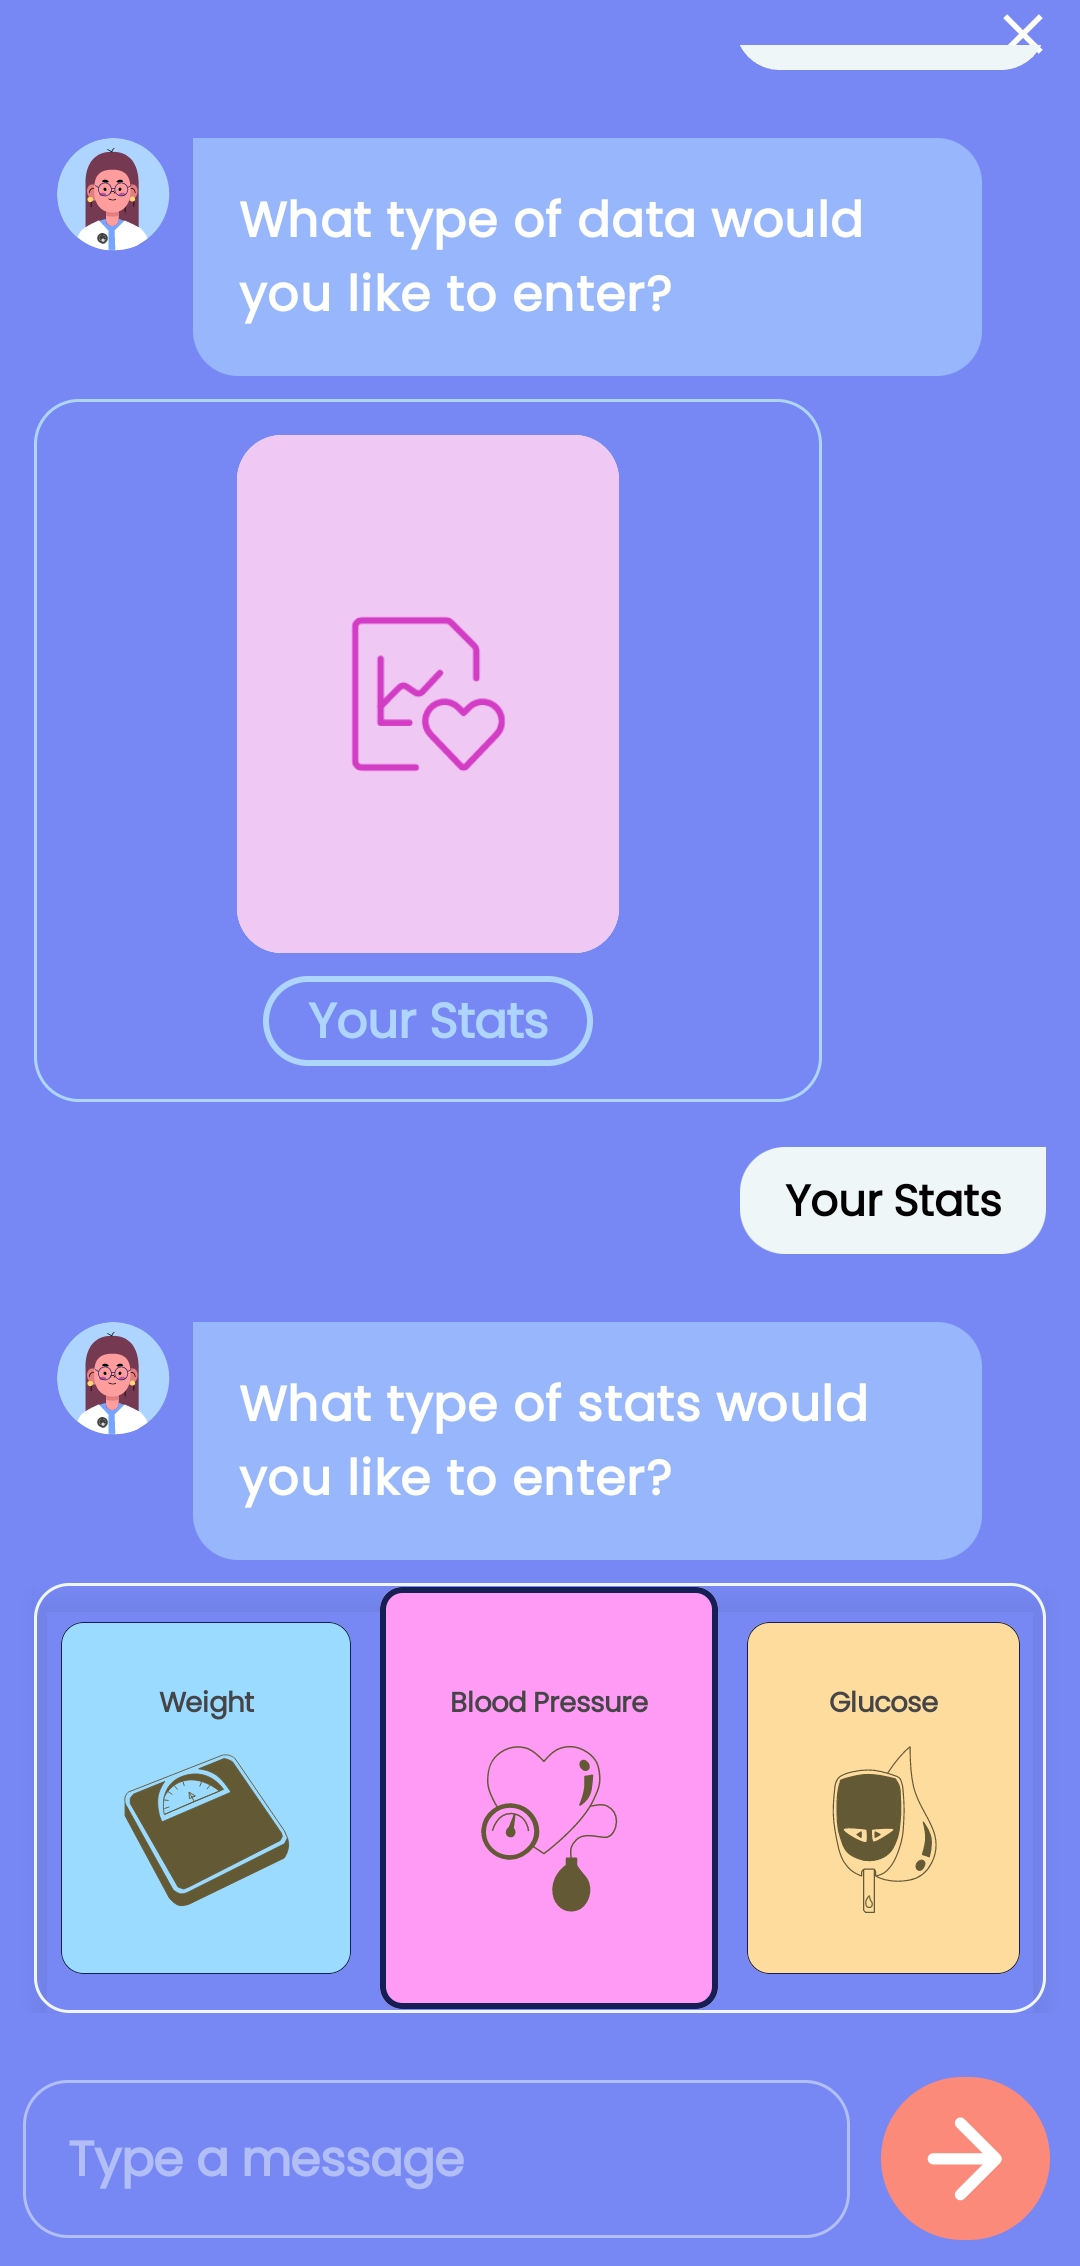 What type of data would
you like to enter?
Your Stats
Your Stats
What type of stats would
you like to enter?
Weight
Blood Pressure
Glucose
Type a message